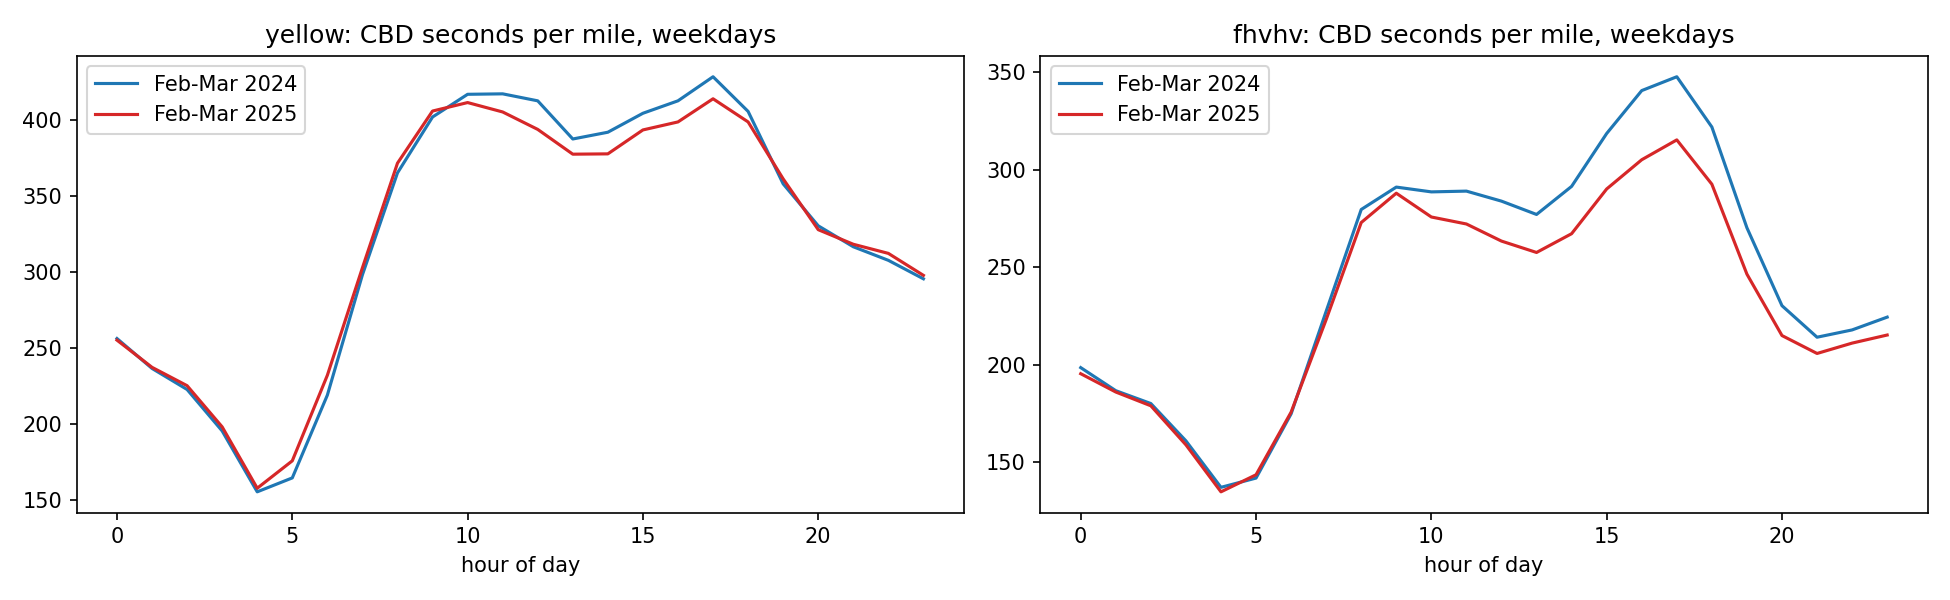 yellow: CBD seconds per mile, weekdays
Feb-Mar 2024
Feb-Mar 2025
400
350
300
250
200
150
0 5 10 15 20
hour of day
fhvhv: CBD seconds per mile, weekdays
Feb-Mar 2024
Feb-Mar 2025
350
300
250
200
150
0 5 10 15 20
hour of day